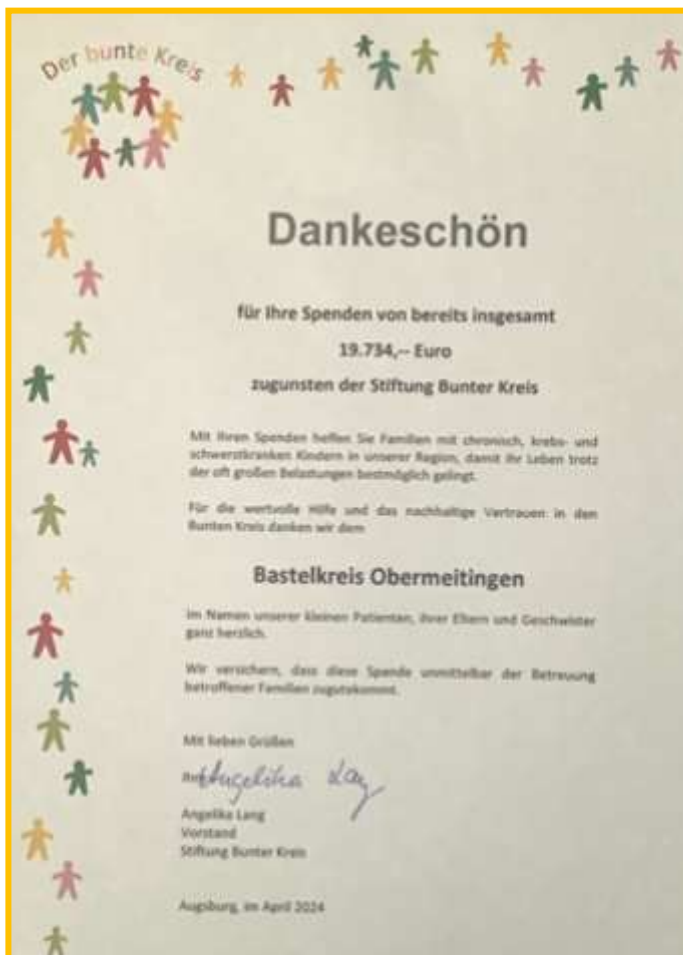 Der bunte Kreis
Dankeschön
für Ihre Spenden von bereits insgesamt
19.734,-- Euro
zugunsten der Stiftung Bunter Kreis
Mit Ihren Spenden helfen Sie Familien mit chronisch, krebs- und
schwerstkranken Kindern in unserer Region, damit ihr Leben trotz
der oft großen Belastungen bestmöglich gelingt.
Für die wertvolle Hilfe und das nachhaltige Vertrauen in den
Bunten Kreis danken wir dem
Bastelkreis Obermeitingen
im Namen unserer kleinen Patienten, ihrer Eltern und Geschwister
ganz herzlich.
Wir versichern, dass diese Spende unmittelbar der Betreuung
betroffener Familien zugutekommt.
Mit lieben Grüßen
Angelika Lang
Angelika Lang
Vorstand
Stiftung Bunter Kreis
Augsburg, im April 2024